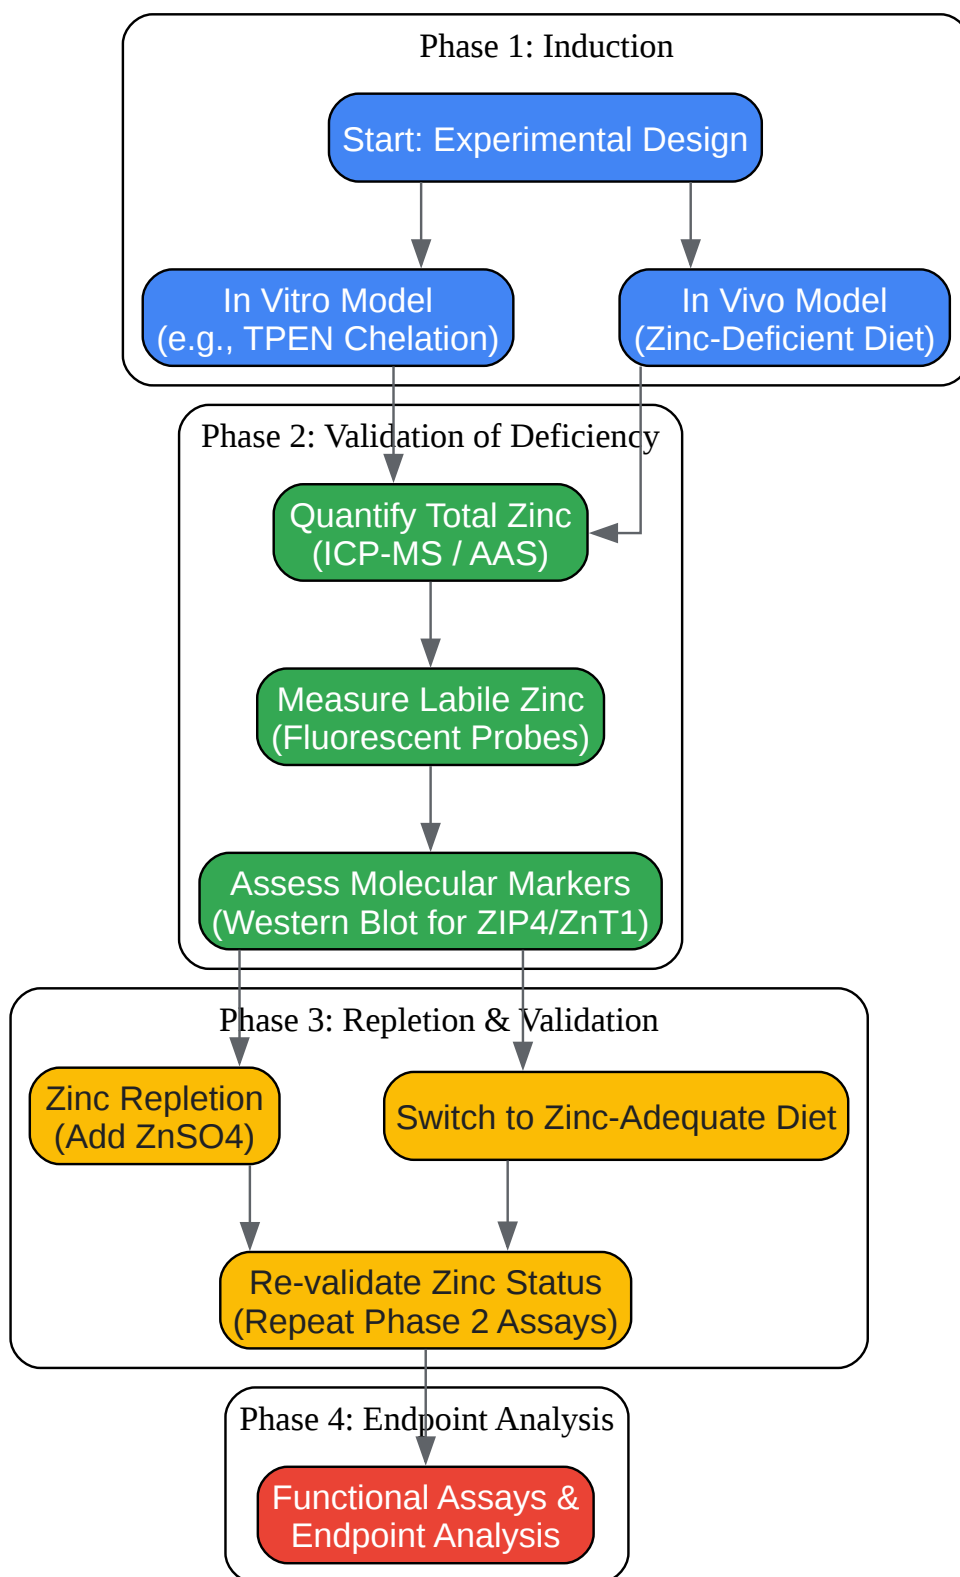 Phase 1: Induction
Start: Experimental Design
In Vitro Model
(e.g., TPEN Chelation)
In Vivo Model
(Zinc-Deficient Diet)
Phase 2: Validation of Deficiency
Quantify Total Zinc
(ICP-MS / AAS)
Measure Labile Zinc
(Fluorescent Probes)
Assess Molecular Markers
(Western Blot for ZIP4/ZnT1)
Phase 3: Repletion & Validation
Zinc Repletion
(Add ZnSO4)
Switch to Zinc-Adequate Diet
Re-validate Zinc Status
(Repeat Phase 2 Assays)
Phase 4: Endpoint Analysis
Functional Assays &
Endpoint Analysis